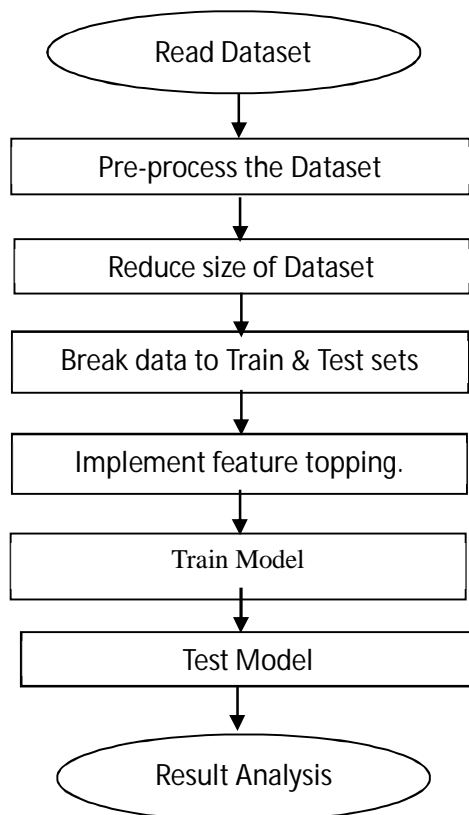 Read Dataset
Pre-process the Dataset
Reduce size of Dataset
Break data to Train & Test sets
Implement feature topping.
Train Model
Test Model
Result Analysis